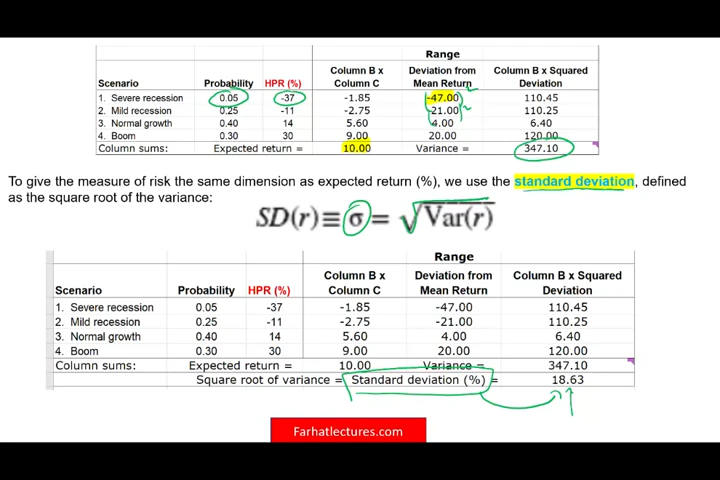 Range
Column B x Deviation from Column B x Squared
Scenario Probability HPR (%) Column C Mean Return Deviation
1. Severe recession 0.05 -37 -1.85 -47.00 2 110.45
2. Mild recession 0.25 -11 -2.75 -21.00 2 110.25
3. Normal growth 0.40 14 5.60 4.00 6.40
4. Boom 0.30 30 9.00 20.00 120.00
Column sums: Expected return = 10.00 Variance = 347.10
To give the measure of risk the same dimension as expected return (%), we use the standard deviation, defined
as the square root of the variance:
SD(r) ≡ σ = √Var(r)
Range
Column B x Deviation from Column B x Squared
Scenario Probability HPR (%) Column C Mean Return Deviation
1. Severe recession 0.05 -37 -1.85 -47.00 110.45
2. Mild recession 0.25 -11 -2.75 -21.00 110.25
3. Normal growth 0.40 14 5.60 4.00 6.40
4. Boom 0.30 30 9.00 20.00 120.00
Column sums: Expected return = 10.00 Variance = 347.10
Square root of variance = Standard deviation (%) = 18.63
Farhatlectures.com